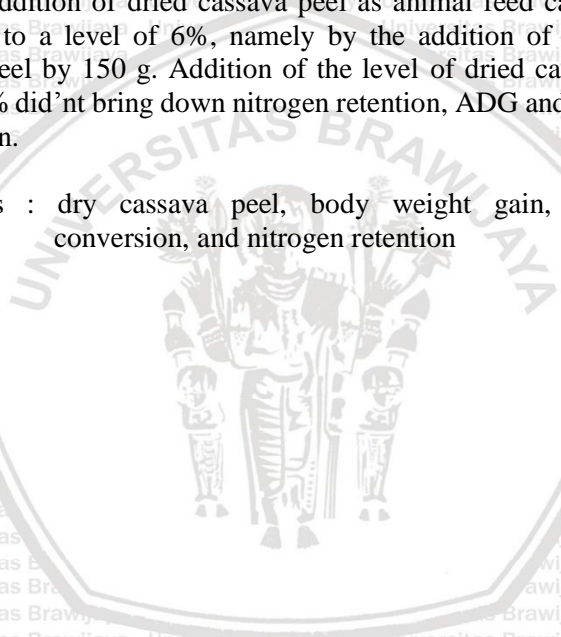 ddition of dried cassava peel as animal feed ca
to a level of 6%, namely by the addition of
eel by 150 g. Addition of the level of dried ca
% did'nt bring down nitrogen retention, ADG and
n.
UNIVERSITAS BRAWIJAYA
s : dry cassava peel, body weight gain,
conversion, and nitrogen retention